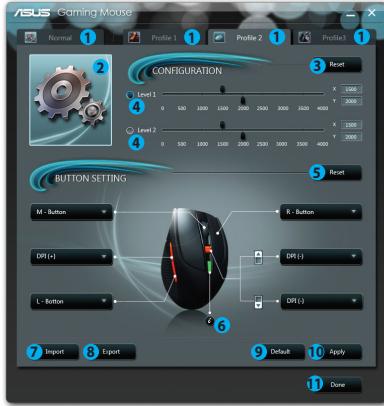 ASUS Gaming Mouse
Normal 1 Profile 1 1 Profile 2 1 Profile3 1
2
CONFIGURATION 3 Reset
Level 1 X 1500
4 0 500 1000 1500 2000 2500 3000 3500 4000 Y 2000
Level 2 X 1500
4 0 500 1000 1500 2000 2500 3000 3500 4000 Y 2000
BUTTON SETTING 5 Reset
M - Button R - Button
DPI (+) DPI (-)
L - Botton DPI (-)
6
7 Import 8 Export 9 Default 10 Apply
11 Done